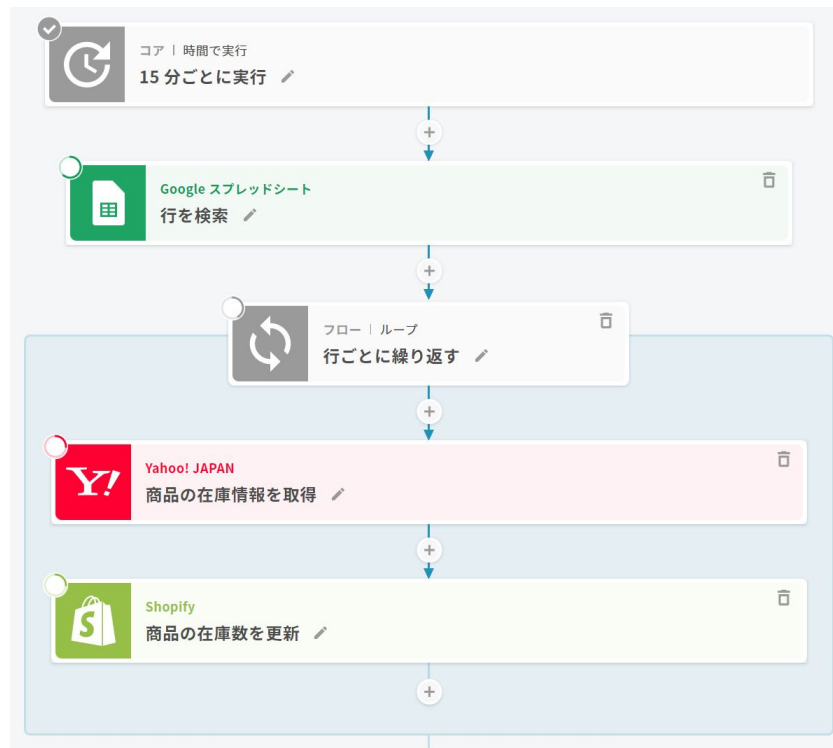 コア | 時間で実行
15 分ごとに実行
Google スプレッドシート
行を検索
フロー | ループ
行ごとに繰り返す
Y!
Yahoo! JAPAN
商品の在庫情報を取得
S
Shopify
商品の在庫数を更新